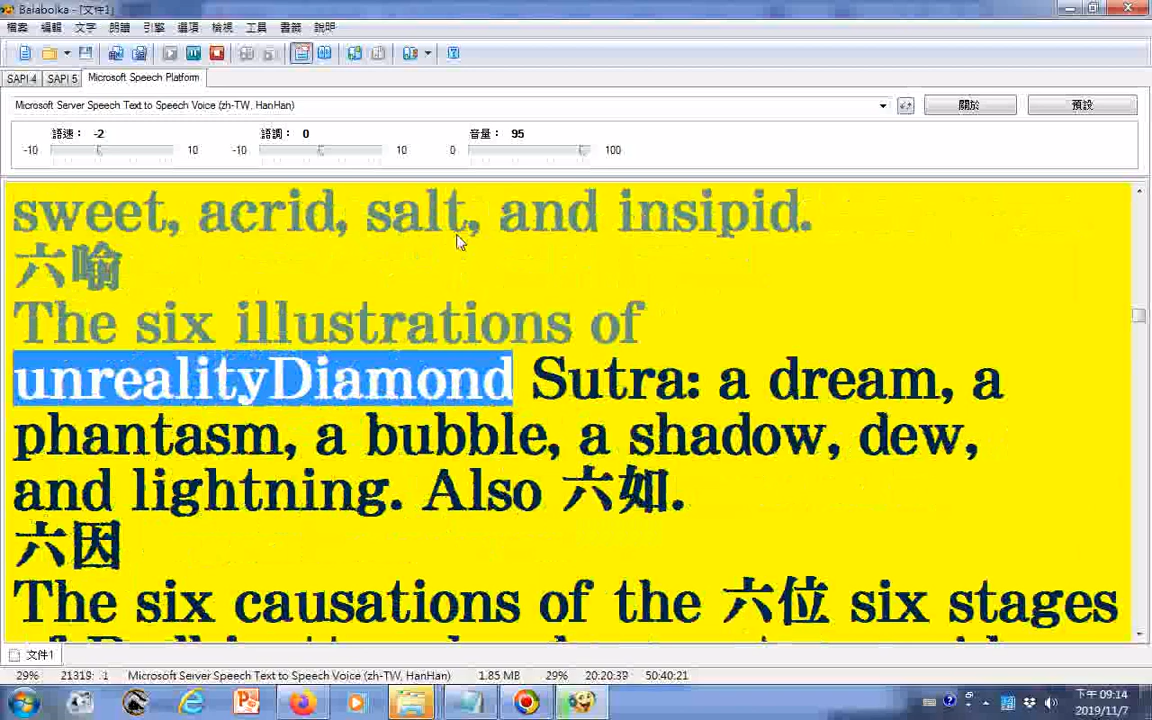 Balabolka - [文件1]
檔案 編輯 文字 朗讀 引擎 選項 檢視 工具 書籤 說明
SAPI 4 SAPI 5 Microsoft Speech Platform
Microsoft Server Speech Text to Speech Voice (zh-TW, HanHan) 關於 預設
語速： -2 語調： 0 音量： 95
-10 10 -10 10 0 100
sweet, acrid, salt, and insipid.
六喻
The six illustrations of
unrealityDiamond Sutra: a dream, a
phantasm, a bubble, a shadow, dew,
and lightning. Also 六如.
六因
The six causations of the 六位 six stages
文件1
29% 21319: 1 Microsoft Server Speech Text to Speech Voice (zh-TW, HanHan) 1.85 MB 29% 20:20:39 50:40:21
下午 09:14
2019/11/7